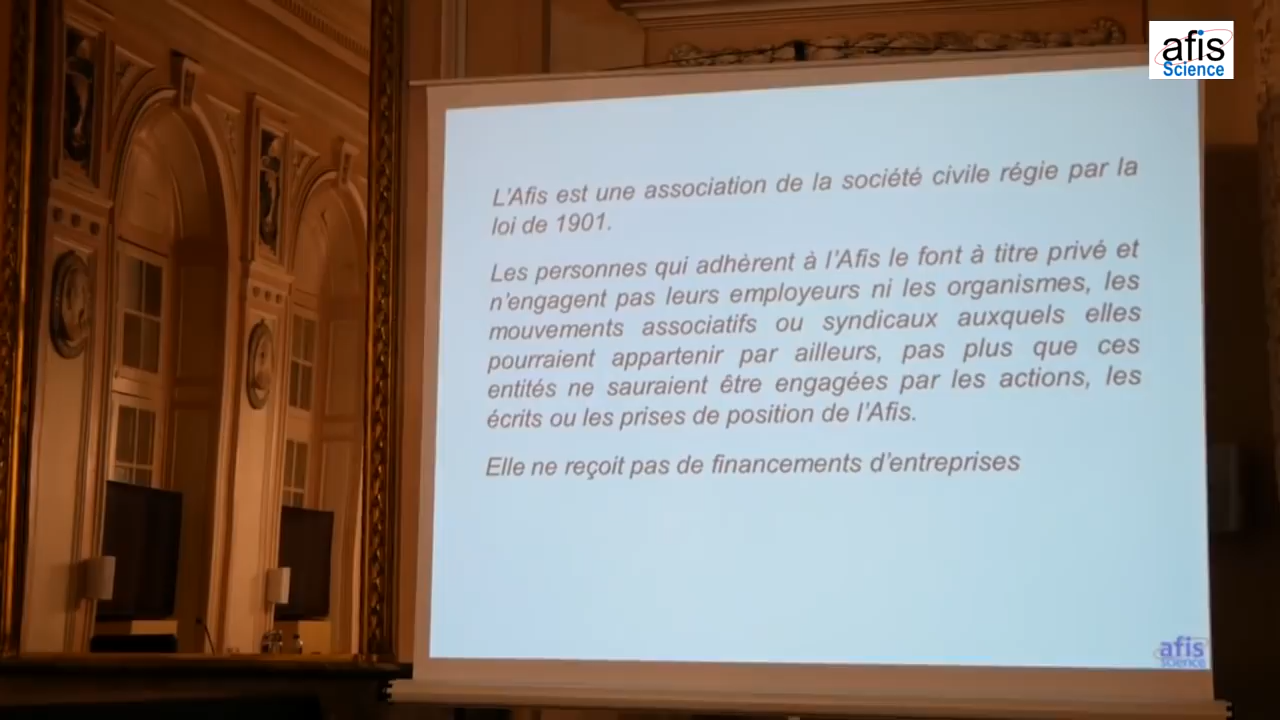 afis
Science
L'Afis est une association de la société civile régie par la
loi de 1901.
Les personnes qui adhèrent à l'Afis le font à titre privé et
n'engagent pas leurs employeurs ni les organismes, les
mouvements associatifs ou syndicaux auxquels elles
pourraient appartenir par ailleurs, pas plus que ces
entités ne sauraient être engagées par les actions, les
écrits ou les prises de position de l'Afis.
Elle ne reçoit pas de financements d'entreprises
afis
science